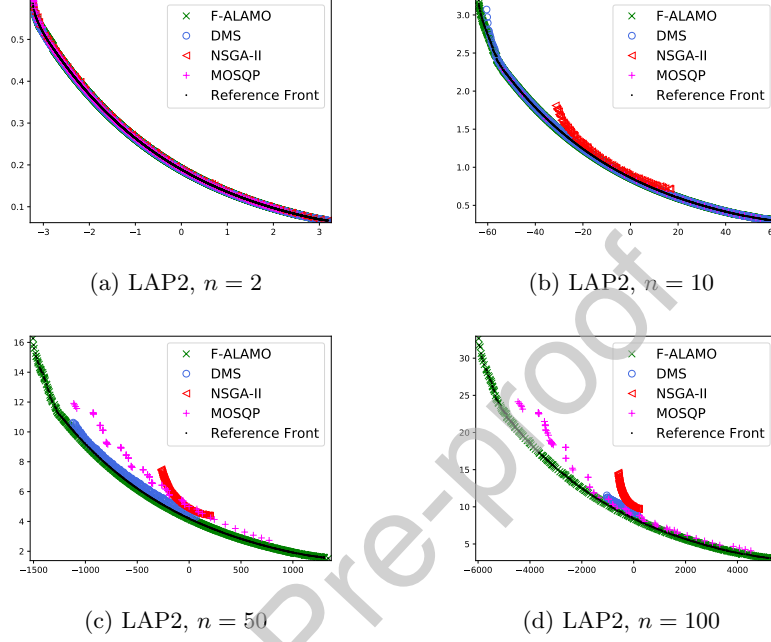 F-ALAMO
DMS
NSGA-II
MOSQP
Reference Front
0.5
0.4
0.3
0.2
0.1
−3 −2 −1 0 1 2 3
(a) LAP2, n = 2
F-ALAMO
DMS
NSGA-II
MOSQP
Reference Front
3.0
2.5
2.0
1.5
1.0
0.5
−60 −40 −20 0 20 40 60
(b) LAP2, n = 10
F-ALAMO
DMS
NSGA-II
MOSQP
Reference Front
16
14
12
10
8
6
4
2
−1500 −1000 −500 0 500 1000
(c) LAP2, n = 50
F-ALAMO
DMS
NSGA-II
MOSQP
Reference Front
30
25
20
15
10
5
−6000 −4000 −2000 0 2000 4000
(d) LAP2, n = 100
Pre-proof